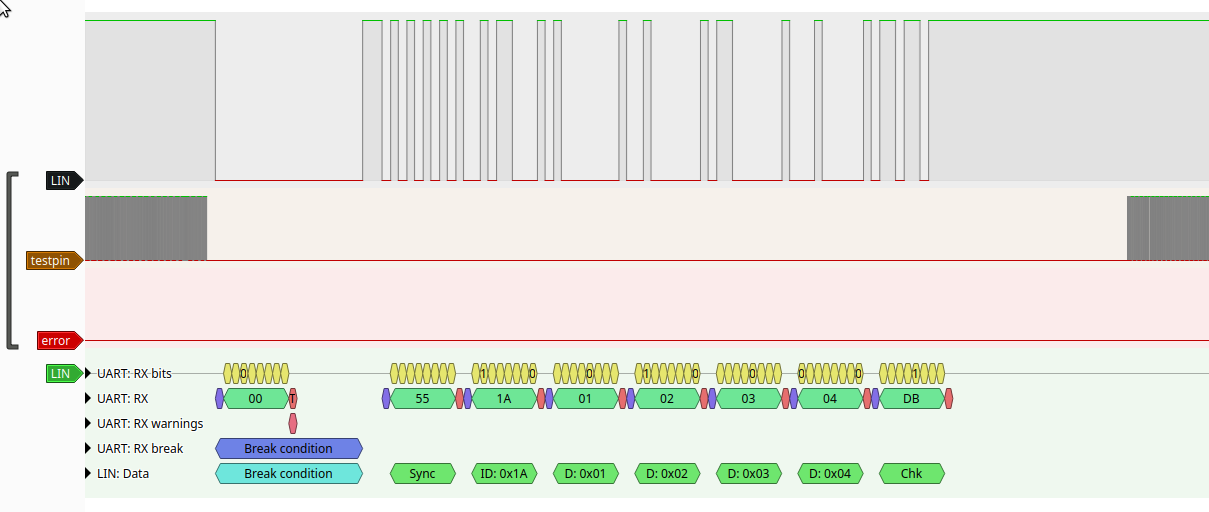 LIN
testpin
error
LIN
UART: RX bits
0
1 0
0
1 0
0
0 0
1
UART: RX
00 T 55 1A 01 02 03 04 DB
UART: RX warnings
UART: RX break
Break condition
LIN: Data
Break condition Sync ID: 0x1A D: 0x01 D: 0x02 D: 0x03 D: 0x04 Chk